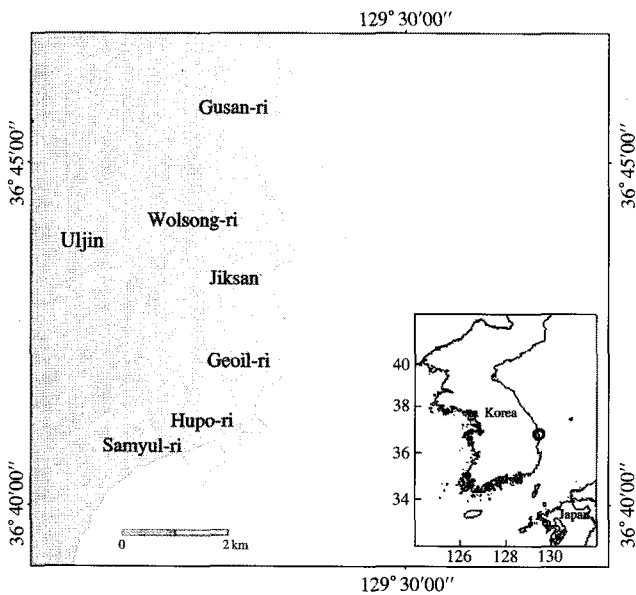 129° 30′00″
Gusan-ri
36° 45′00″
36° 45′00″
Wolsong-ri
Uljin
Jiksan
Geoil-ri
Hupo-ri
Samyul-ri
36° 40′00″
36° 40′00″
0
2 km
40
38
36
34
Korea
Japan
126
128
130
129° 30′00″